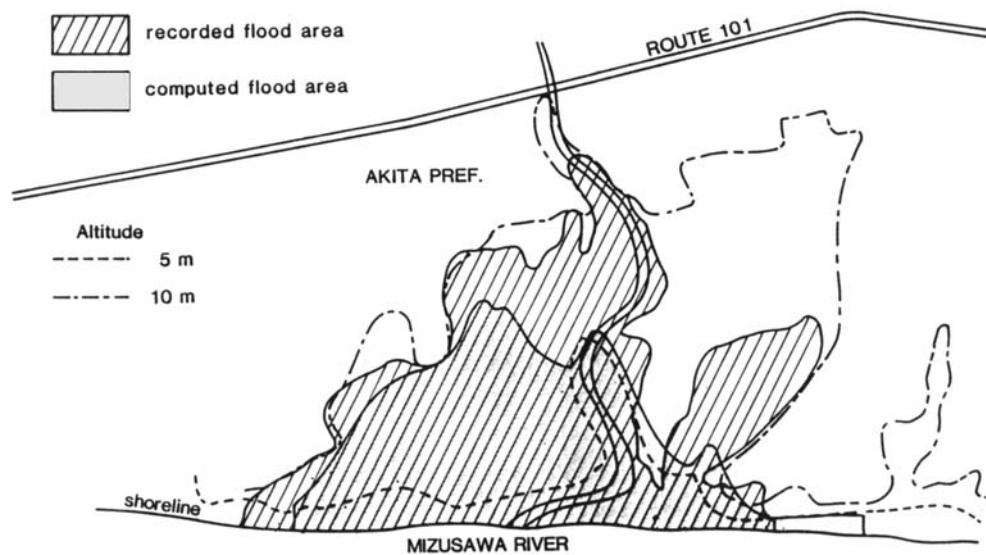 recorded flood area
computed flood area
ROUTE 101
AKITA PREF.
Altitude
5 m
10 m
shoreline
MIZUSAWA RIVER